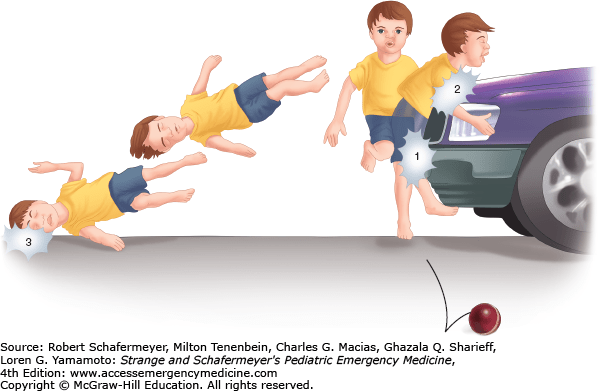 2
1
3
Source: Robert Schafermeyer, Milton Tenenbein, Charles G. Macias, Ghazala Q. Sharieff,
Loren G. Yamamoto: Strange and Schafermeyer's Pediatric Emergency Medicine,
4th Edition: www.accessemergencymedicine.com
Copyright © McGraw-Hill Education. All rights reserved.